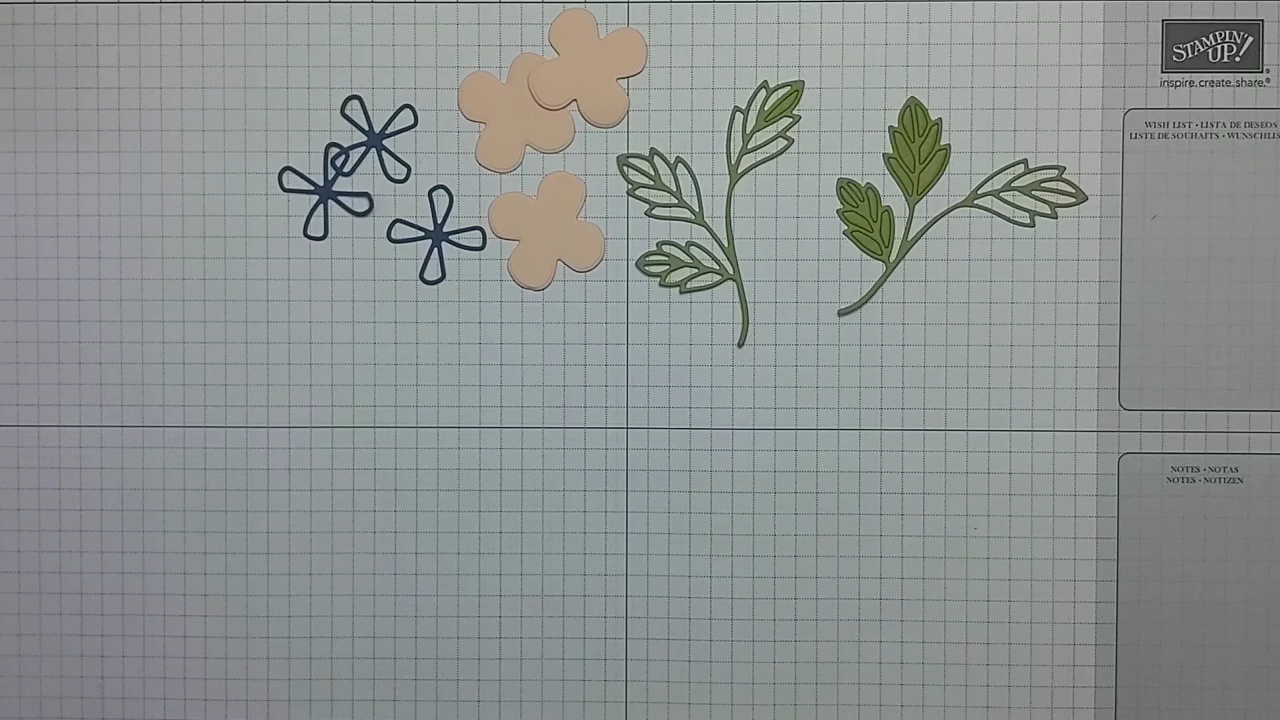 STAMPIN' UP!®
inspire.create.share.®
WISH LIST • LISTA DE DESEOS
LISTE DE SOUHAITS • WUNSCHLIS
NOTES • NOTAS
NOTES • NOTIZEN